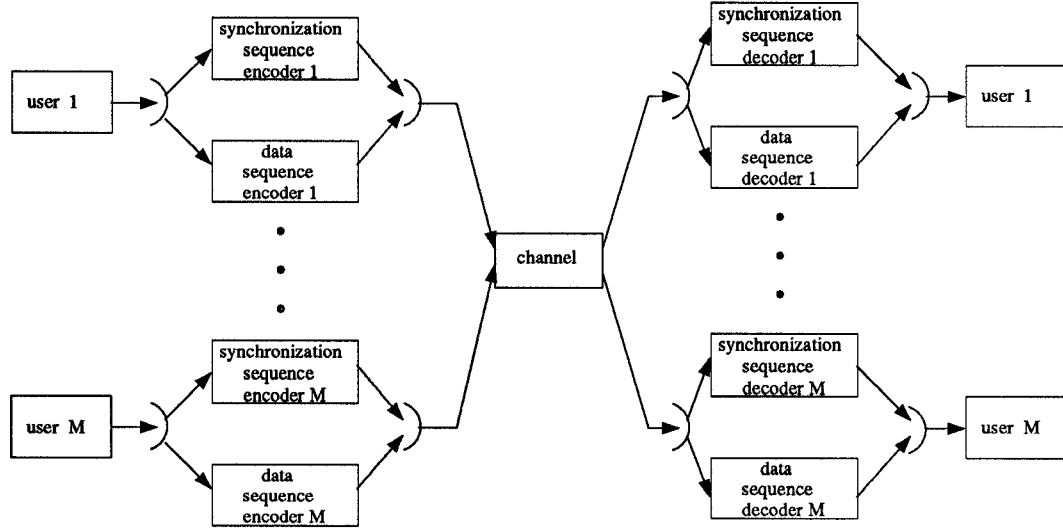 user 1
synchronization
sequence
encoder 1
data
sequence
encoder 1
synchronization
sequence
decoder 1
data
sequence
decoder 1
user 1
channel
user M
synchronization
sequence
encoder M
data
sequence
encoder M
synchronization
sequence
decoder M
data
sequence
decoder M
user M